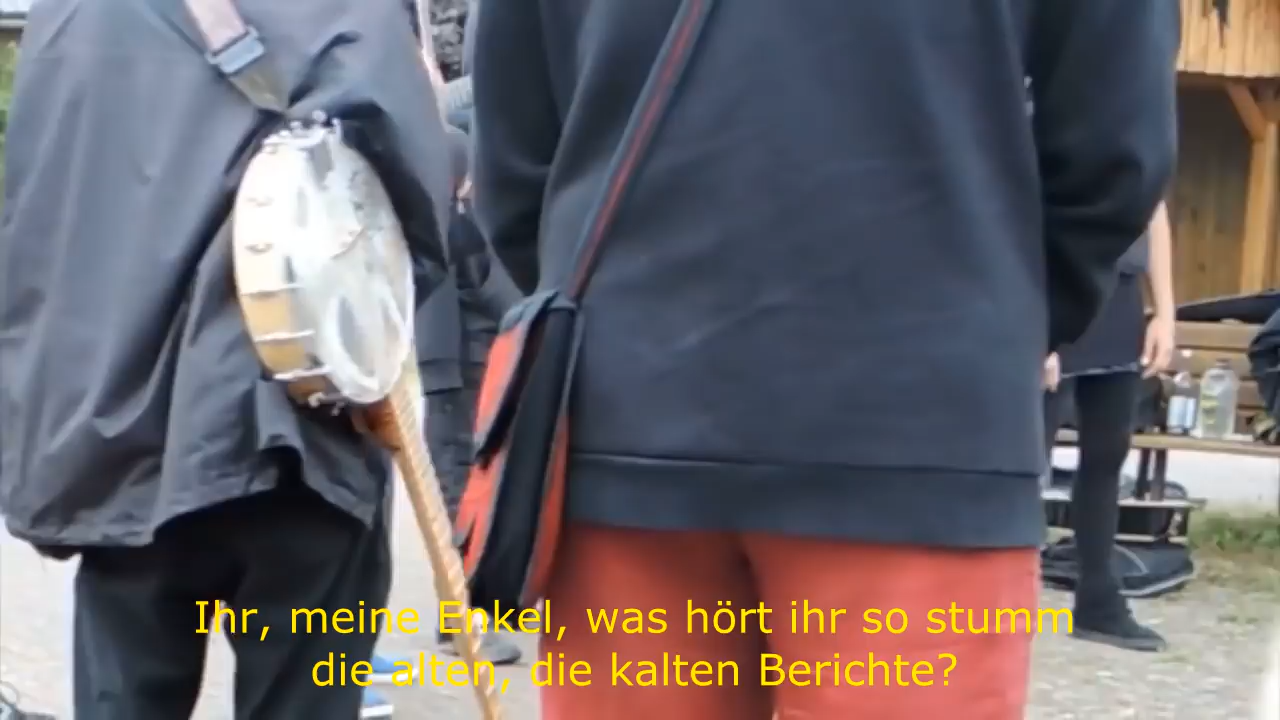 Ihr, meine Enkel, was hört ihr so stumm
die alten, die kalten Berichte?